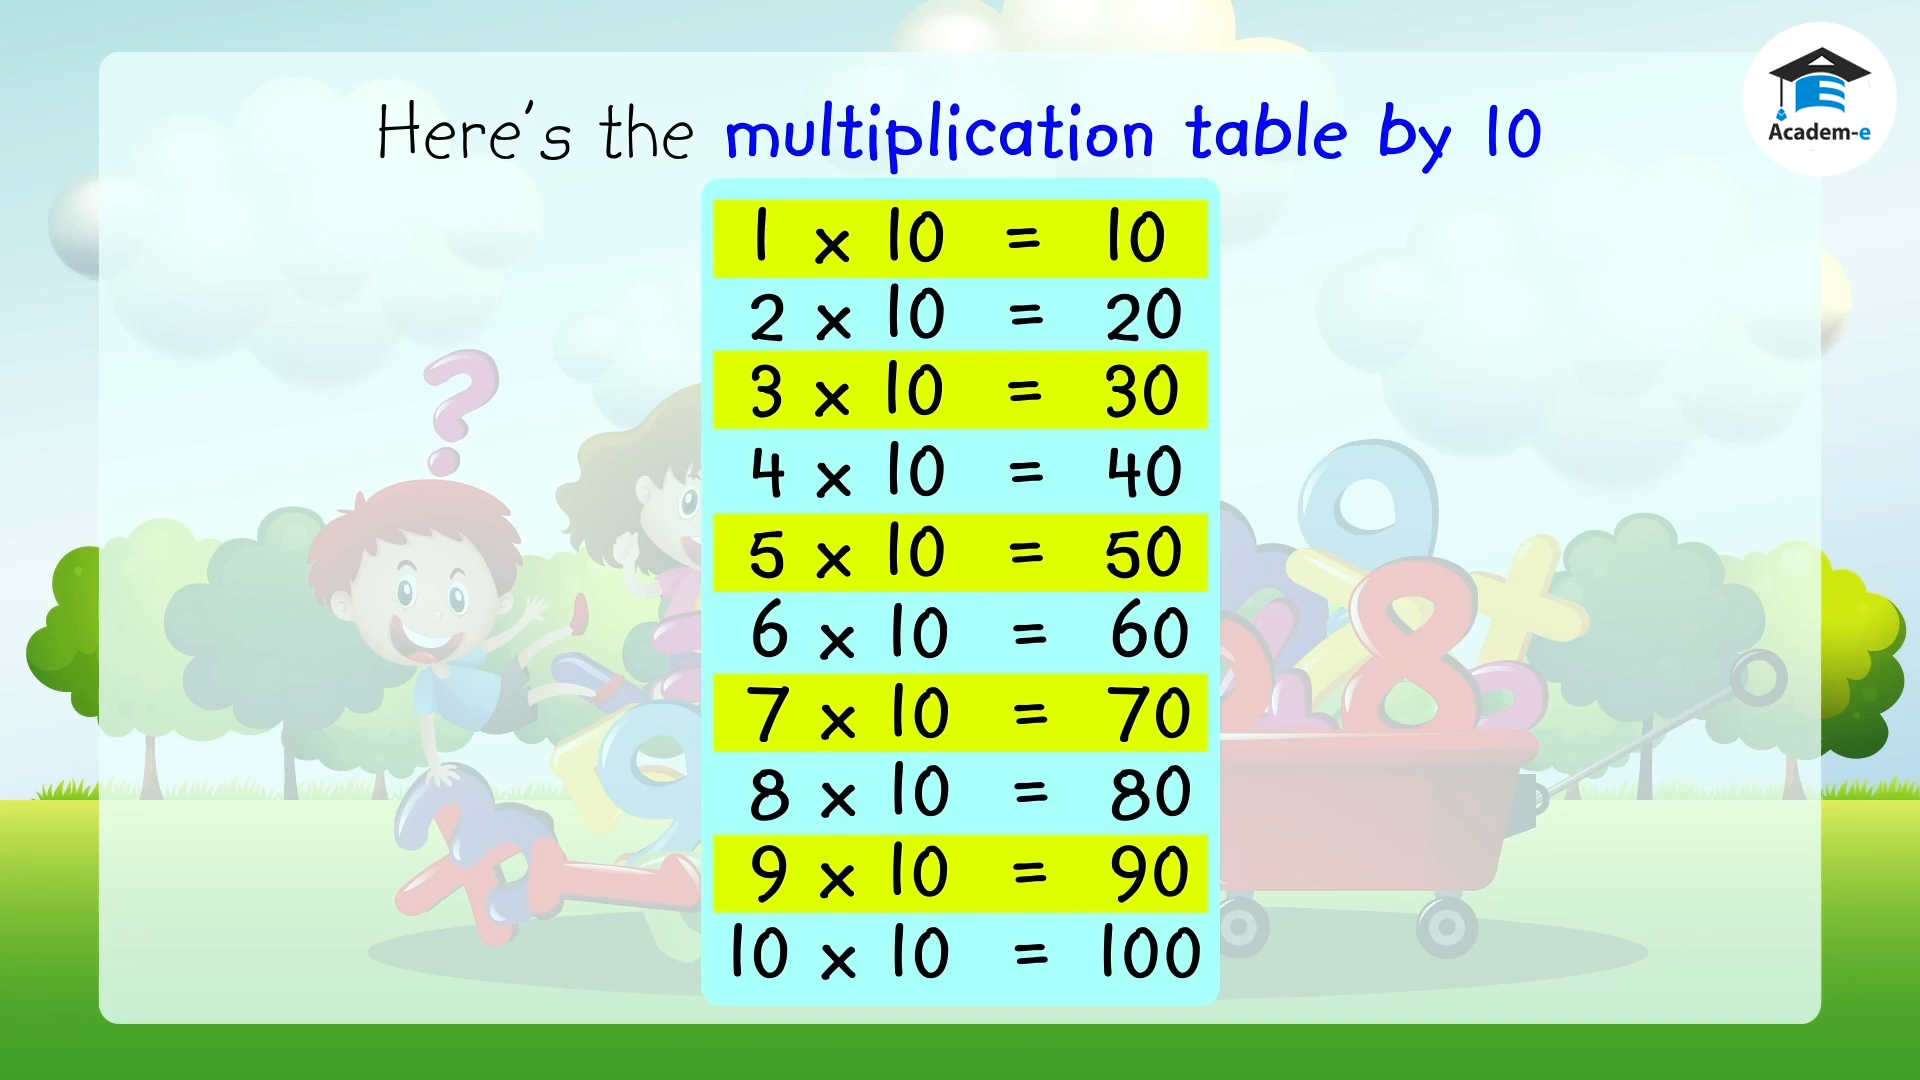 Here's the multiplication table by 10
Academ-e
1 x 10 = 10
2 x 10 = 20
3 x 10 = 30
4 x 10 = 40
5 x 10 = 50
6 x 10 = 60
7 x 10 = 70
8 x 10 = 80
9 x 10 = 90
10 x 10 = 100